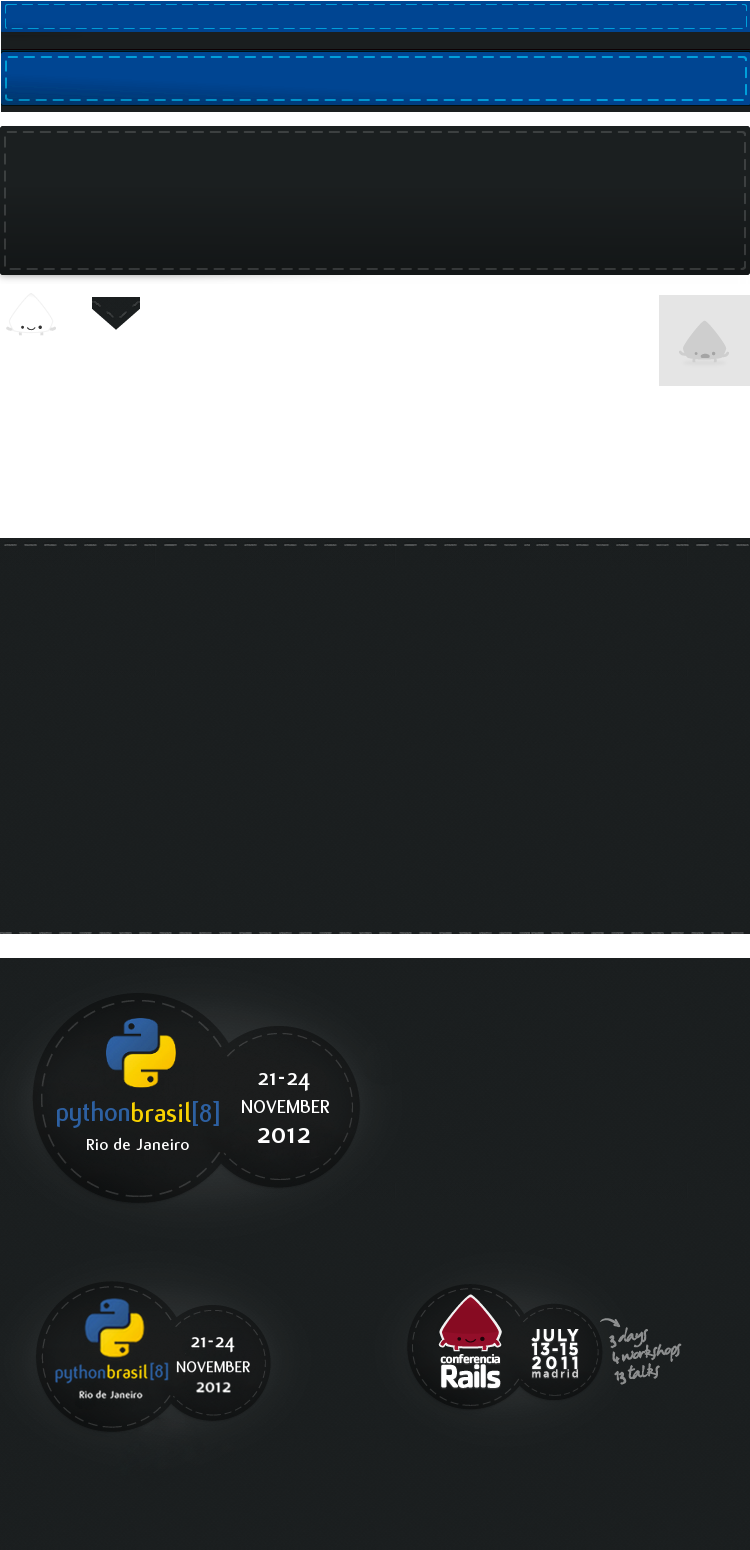 pythonbrasil[8]
Rio de Janeiro
21-24
NOVEMBER
2012
pythonbrasil[8]
Rio de Janeiro
21-24
NOVEMBER
2012
conferencia
Rails
JULY
13-15
2011
madrid
3 days
4 workshops
13 talks